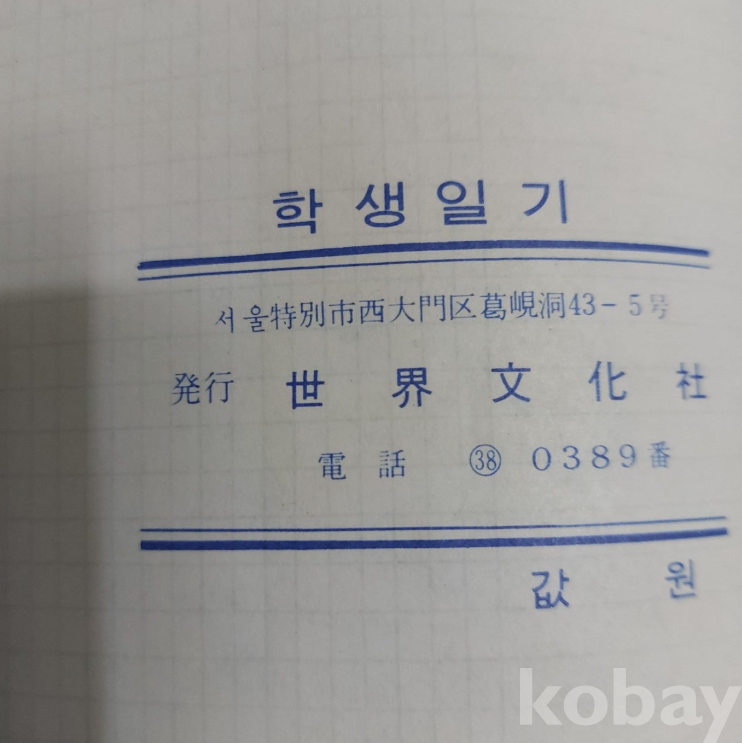 학생일기
서울特別市西大門区葛峴洞43-5号
発行 世界文化社
電話 ㊳ 0389番
값 원
kobay